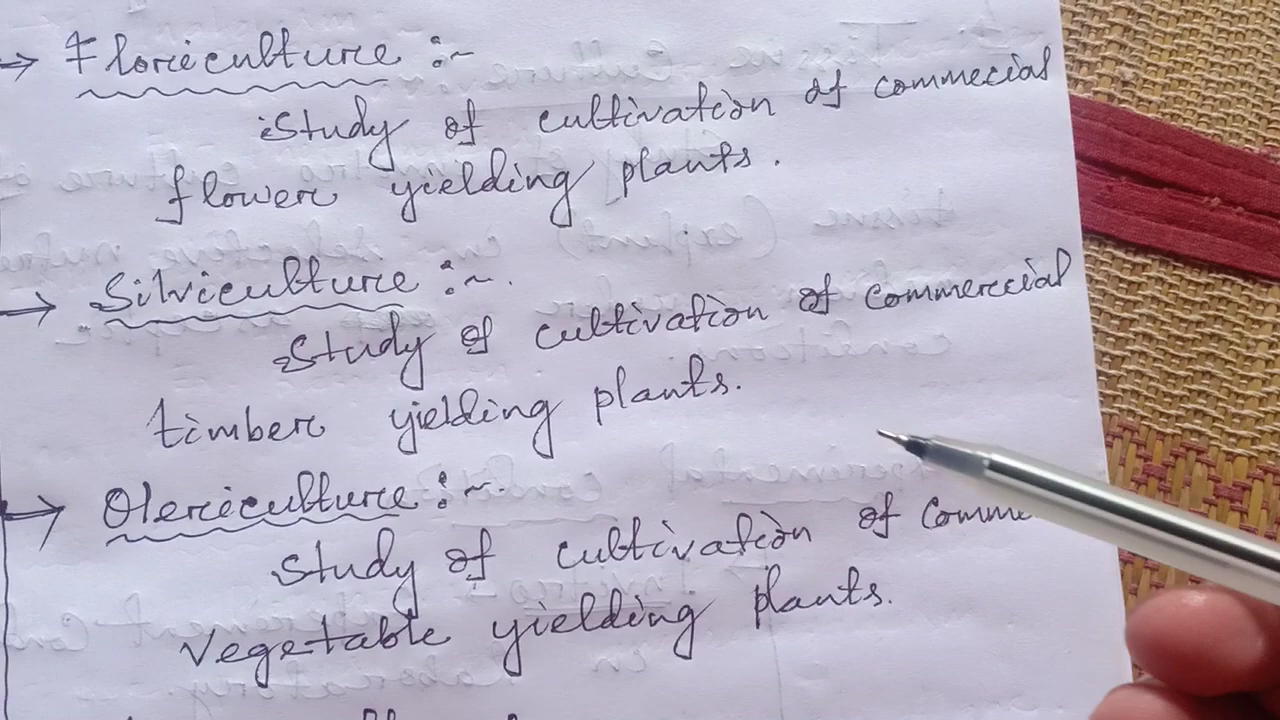 → Floriculture :~
Study of cultivation of commecial
flower yielding plants.
→ Silviculture :~
Study of cultivation of commercial
timber yielding plants.
→ Olericulture :~
Study of cultivation of comme
vegetable yielding plants.